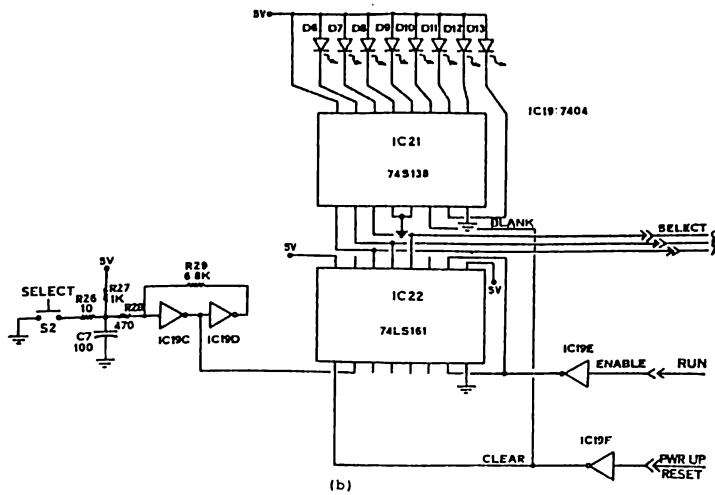 5V
D6 D7 D8 D9 D10 D11 D12 D13
IC19:7404
IC21
74S138
BLANK
SELECT
5V
5V
R29
6.8K
5V
IC22
74LS161
SELECT
R27
1K
R26
10
R28
470
S2
C7
100
IC19C
IC19D
IC19E
ENABLE
RUN
IC19F
CLEAR
PWR UP
RESET
(b)